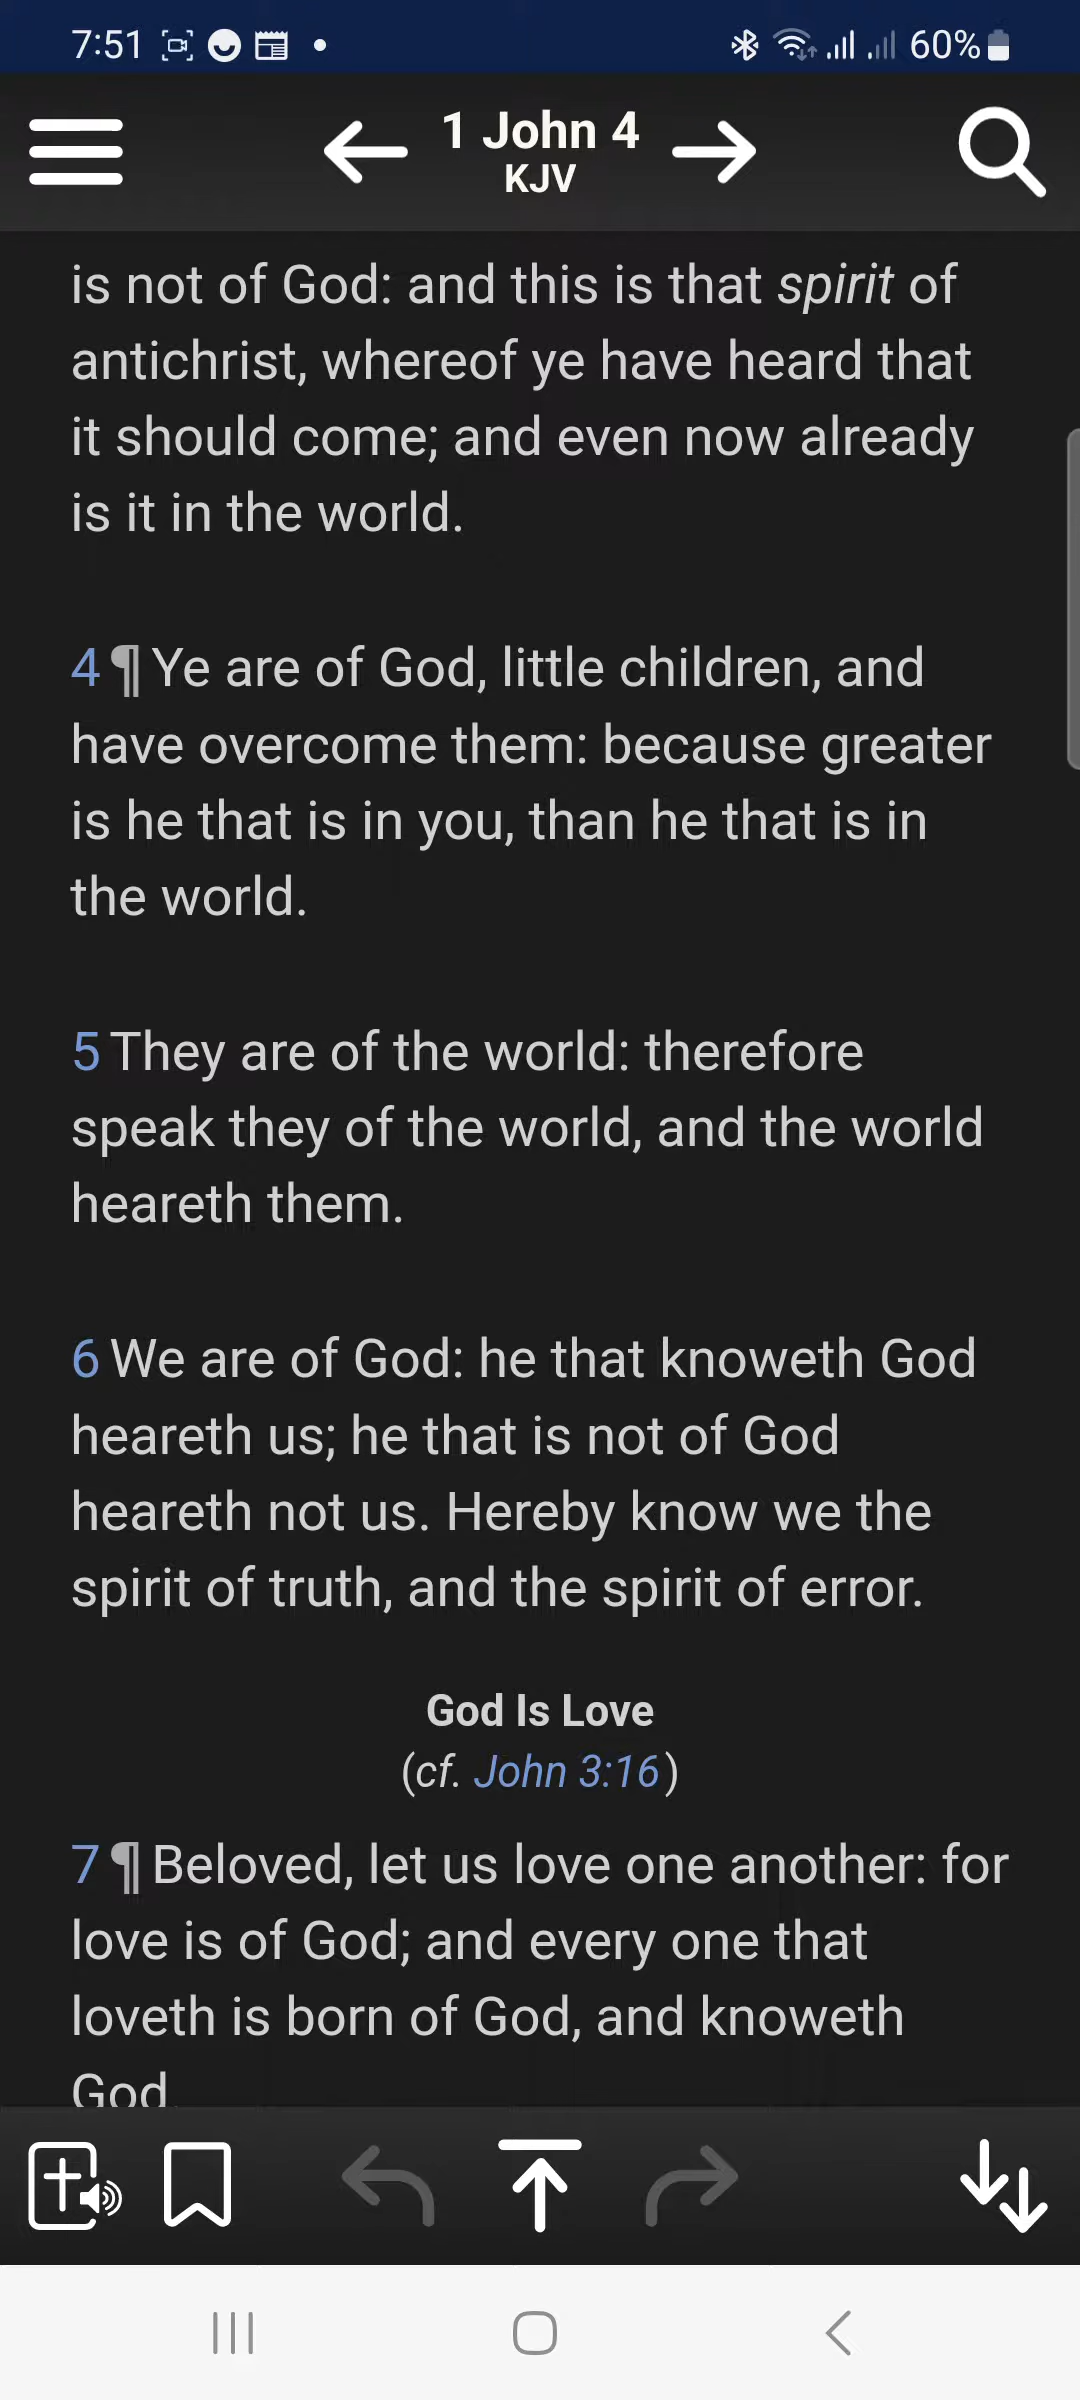 7:51
60%
1 John 4
KJV
is not of God: and this is that spirit of
antichrist, whereof ye have heard that
it should come; and even now already
is it in the world.
4 ¶ Ye are of God, little children, and
have overcome them: because greater
is he that is in you, than he that is in
the world.
5 They are of the world: therefore
speak they of the world, and the world
heareth them.
6 We are of God: he that knoweth God
heareth us; he that is not of God
heareth not us. Hereby know we the
spirit of truth, and the spirit of error.
God Is Love
(cf. John 3:16)
7 ¶ Beloved, let us love one another: for
love is of God; and every one that
loveth is born of God, and knoweth
God.